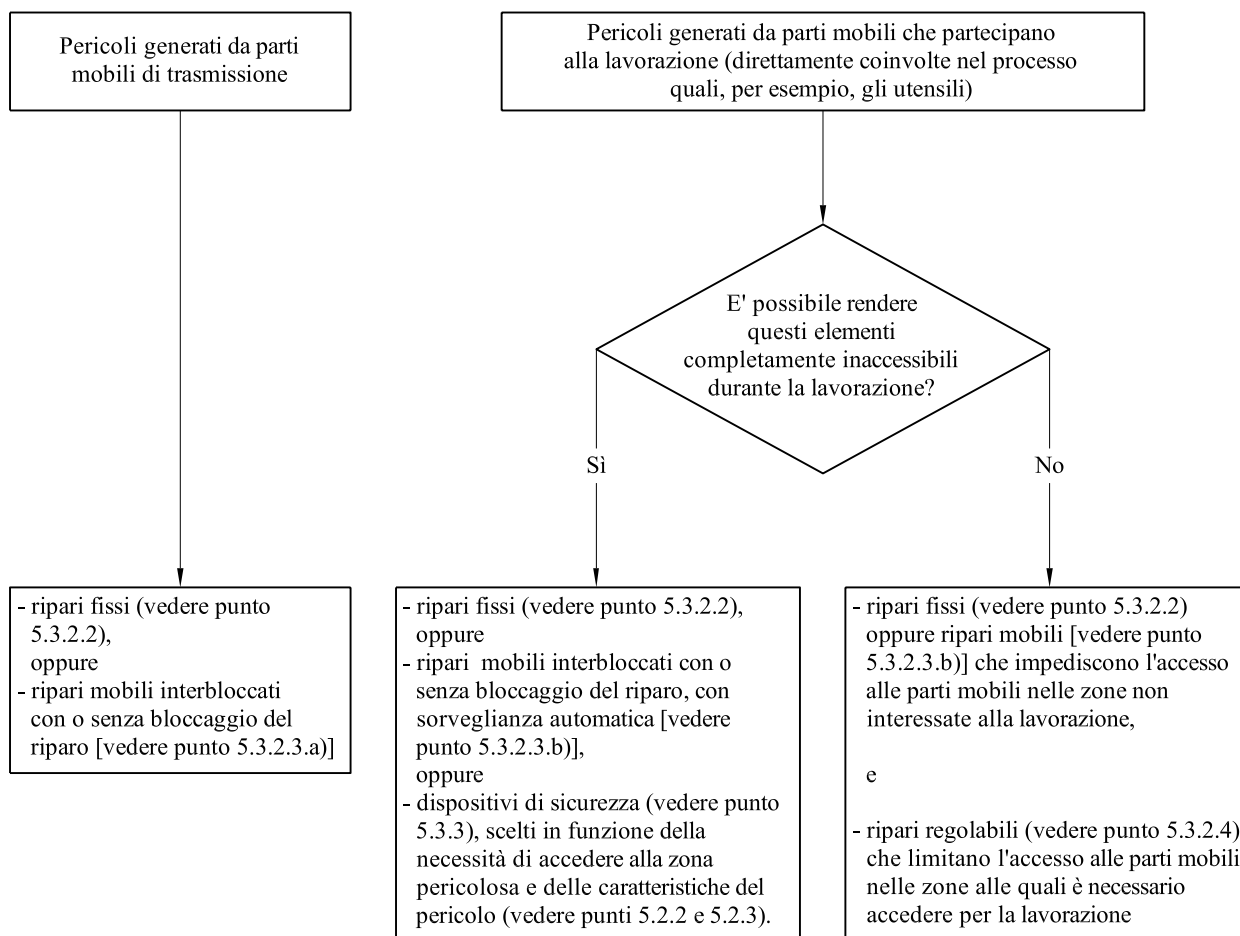 Pericoli generati da parti
mobili di trasmissione
Pericoli generati da parti mobili che partecipano
alla lavorazione (direttamente coinvolte nel processo
quali, per esempio, gli utensili)
E' possibile rendere
questi elementi
completamente inaccessibili
durante la lavorazione?
Sì
No
- ripari fissi (vedere punto
5.3.2.2),
oppure
- ripari mobili interbloccati
con o senza bloccaggio del
riparo [vedere punto 5.3.2.3.a)]
- ripari fissi (vedere punto 5.3.2.2),
oppure
- ripari mobili interbloccati con o
senza bloccaggio del riparo, con
sorveglianza automatica [vedere
punto 5.3.2.3.b)],
oppure
- dispositivi di sicurezza (vedere punto
5.3.3), scelti in funzione della
necessità di accedere alla zona
pericolosa e delle caratteristiche del
pericolo (vedere punti 5.2.2 e 5.2.3).
- ripari fissi (vedere punto 5.3.2.2)
oppure ripari mobili [vedere punto
5.3.2.3.b)] che impediscono l'accesso
alle parti mobili nelle zone non
interessate alla lavorazione,
e
- ripari regolabili (vedere punto 5.3.2.4)
che limitano l'accesso alle parti mobili
nelle zone alle quali è necessario
accedere per la lavorazione